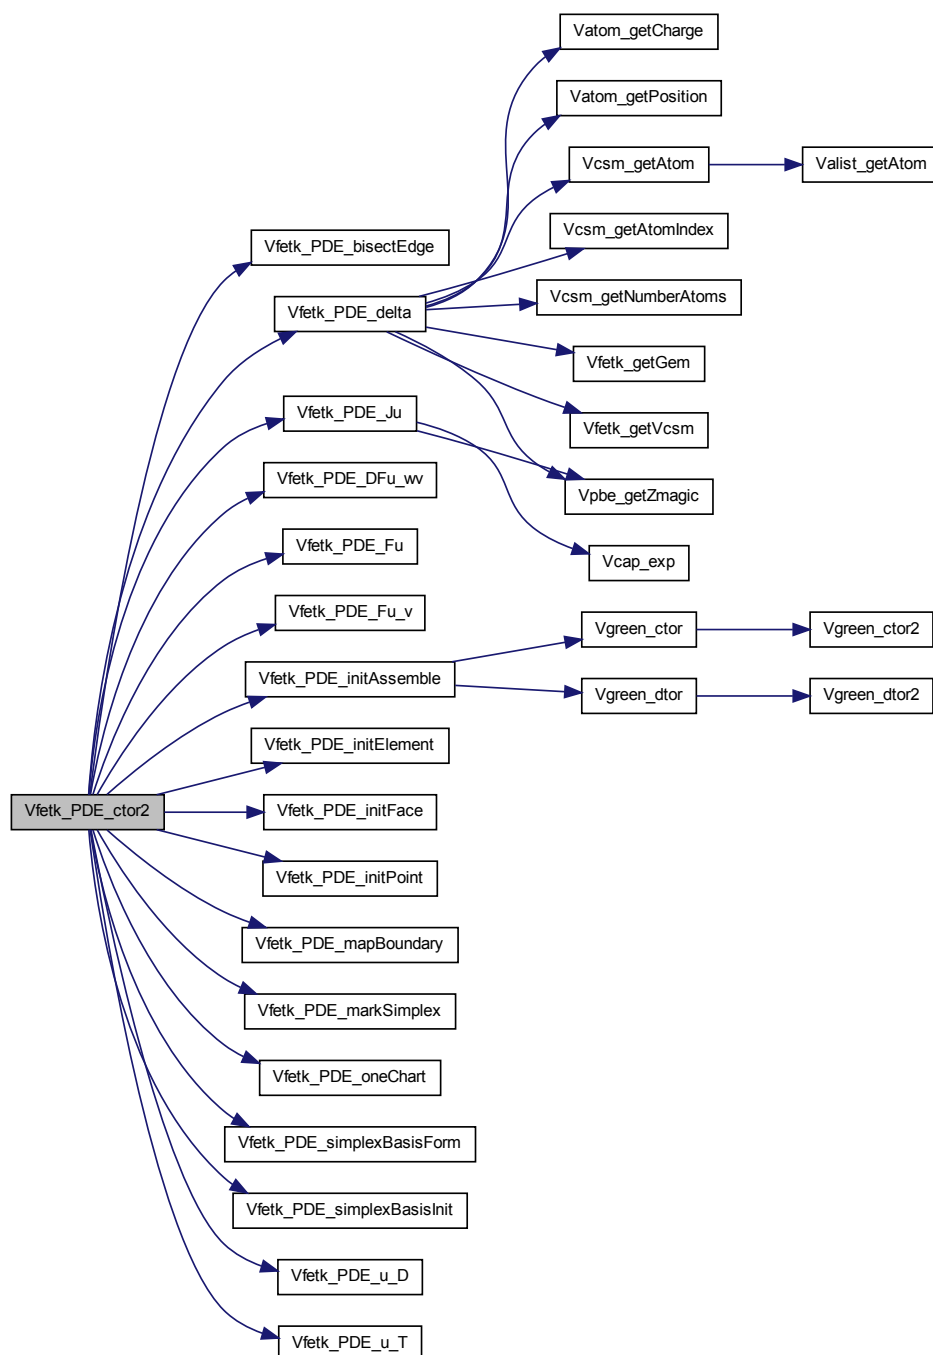 Vatom_getCharge
Vatom_getPosition
Vcsm_getAtom
Valist_getAtom
Vcsm_getAtomIndex
Vfetk_PDE_bisectEdge
Vcsm_getNumberAtoms
Vfetk_PDE_delta
Vfetk_getGem
Vfetk_PDE_Ju
Vfetk_getVcsm
Vfetk_PDE_DFu_wv
Vpbe_getZmagic
Vfetk_PDE_Fu
Vcap_exp
Vfetk_PDE_Fu_v
Vgreen_ctor
Vgreen_ctor2
Vfetk_PDE_initAssemble
Vgreen_dtor
Vgreen_dtor2
Vfetk_PDE_initElement
Vfetk_PDE_ctor2
Vfetk_PDE_initFace
Vfetk_PDE_initPoint
Vfetk_PDE_mapBoundary
Vfetk_PDE_markSimplex
Vfetk_PDE_oneChart
Vfetk_PDE_simplexBasisForm
Vfetk_PDE_simplexBasisInit
Vfetk_PDE_u_D
Vfetk_PDE_u_T